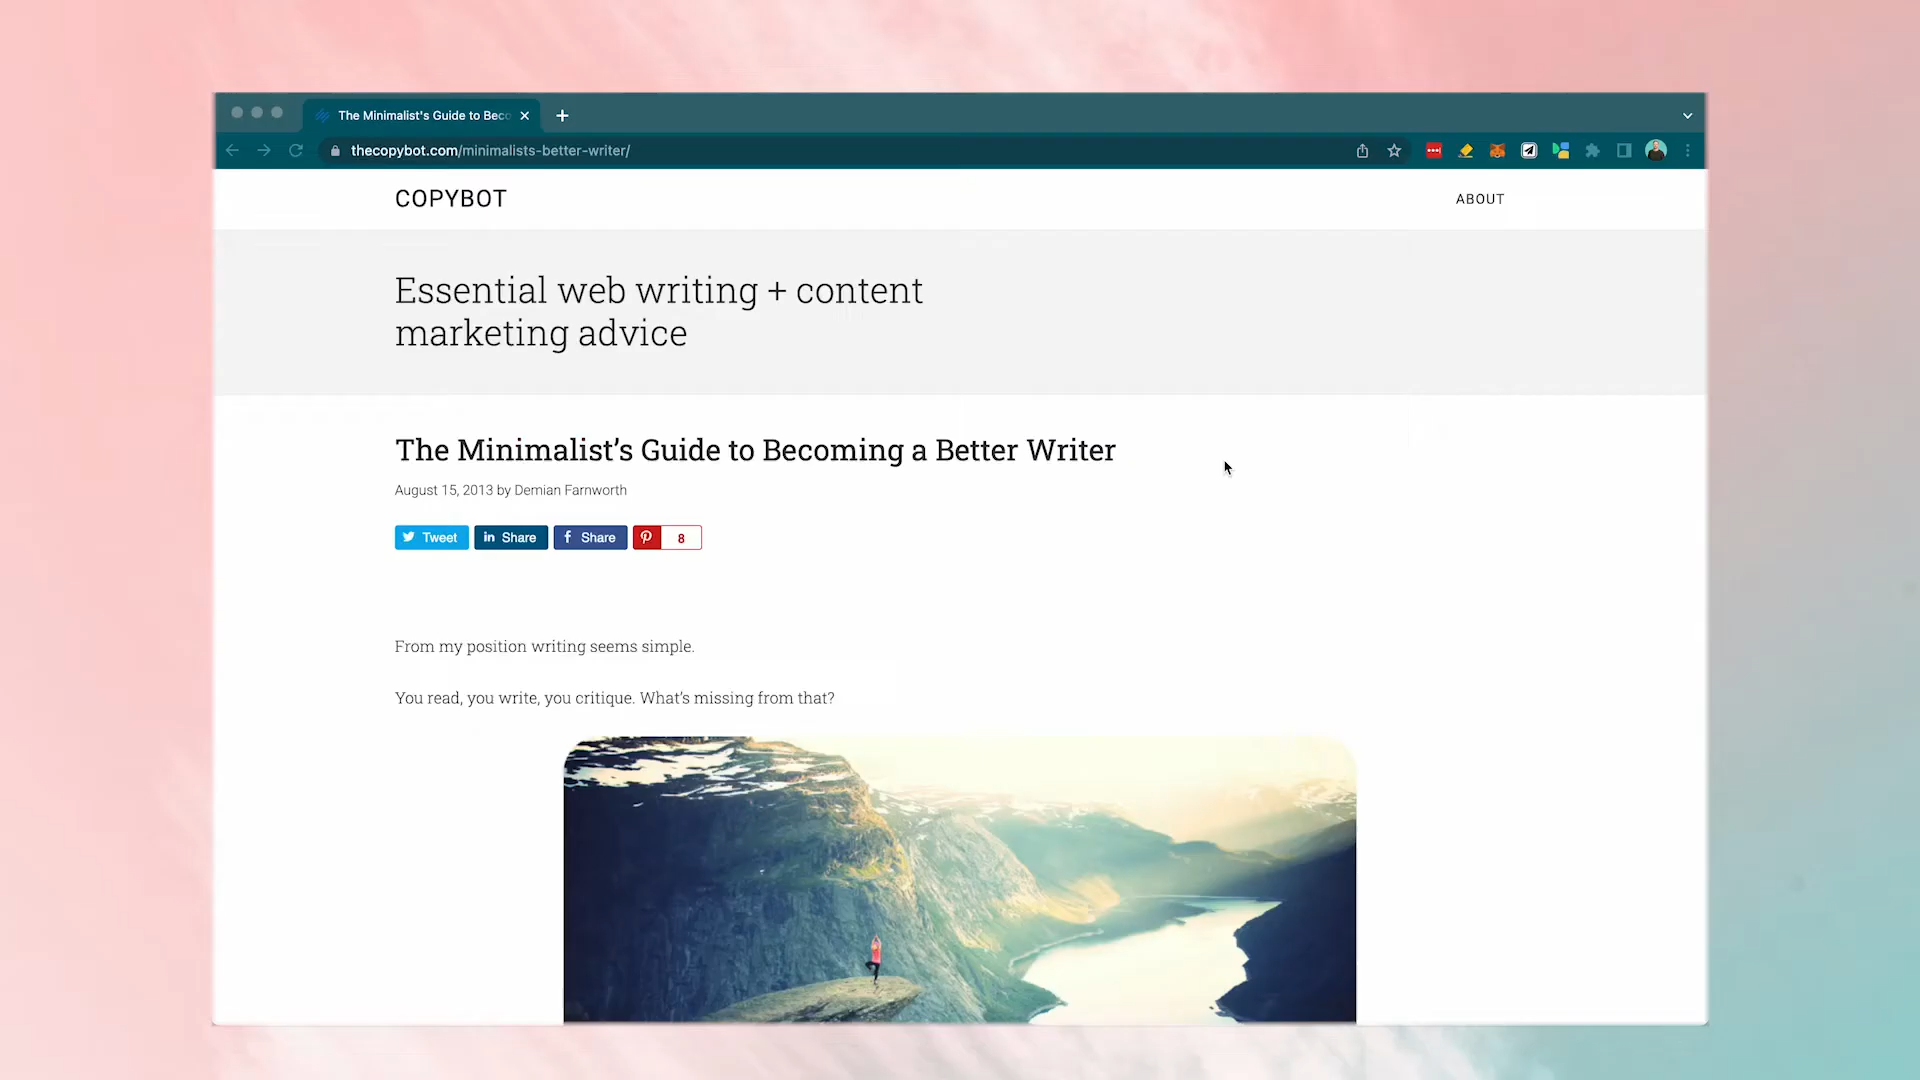 The Minimalist's Guide to Beco
thecopybot.com/minimalists-better-writer/
COPYBOT
ABOUT
Essential web writing + content
marketing advice
The Minimalist’s Guide to Becoming a Better Writer
August 15, 2013 by Demian Farnworth
Tweet
in Share
f Share
8
From my position writing seems simple.
You read, you write, you critique. What’s missing from that?